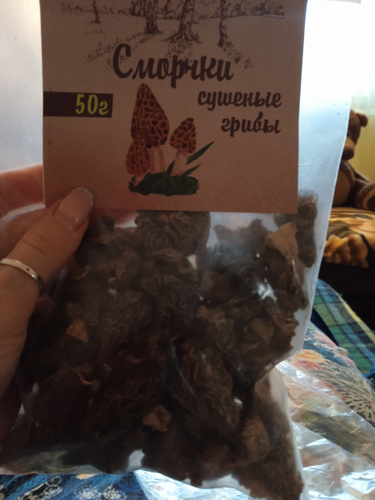 Сморчки
50г
сушеные
грибы